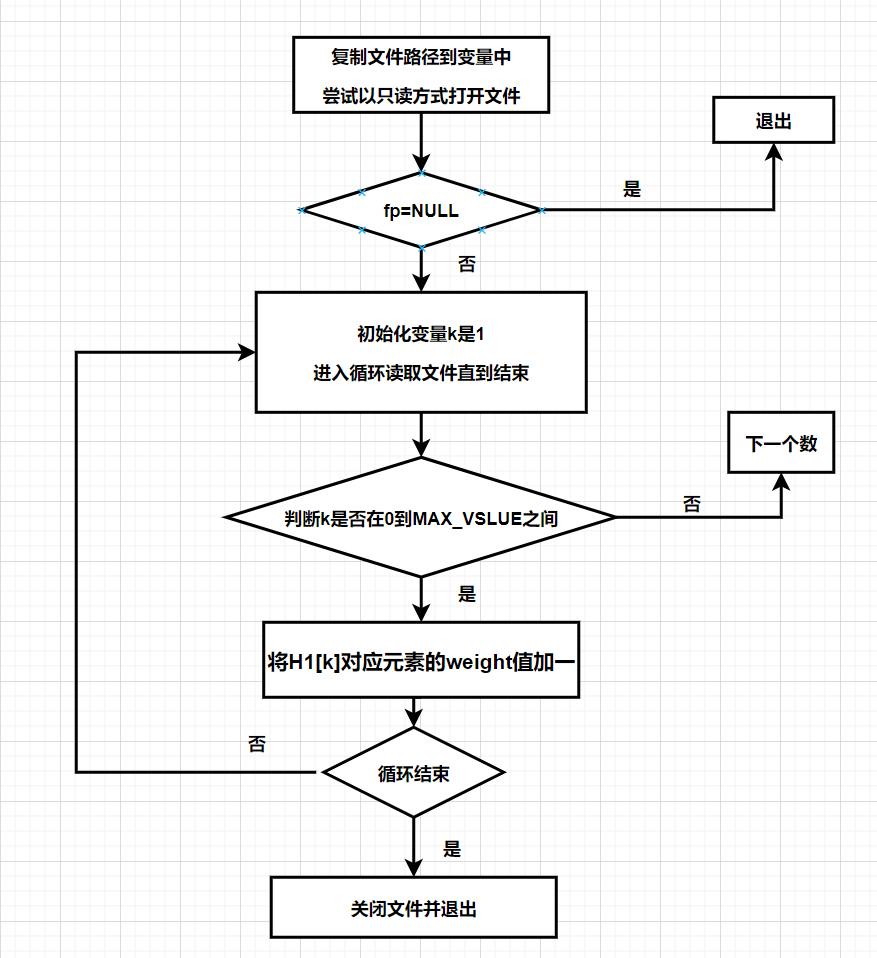 复制文件路径到变量中
尝试以只读方式打开文件
退出
是
fp=NULL
否
初始化变量k是1
进入循环读取文件直到结束
下一个数
否
判断k是否在0到MAX_VSLUE之间
是
将H1[k]对应元素的weight值加一
否
循环结束
是
关闭文件并退出